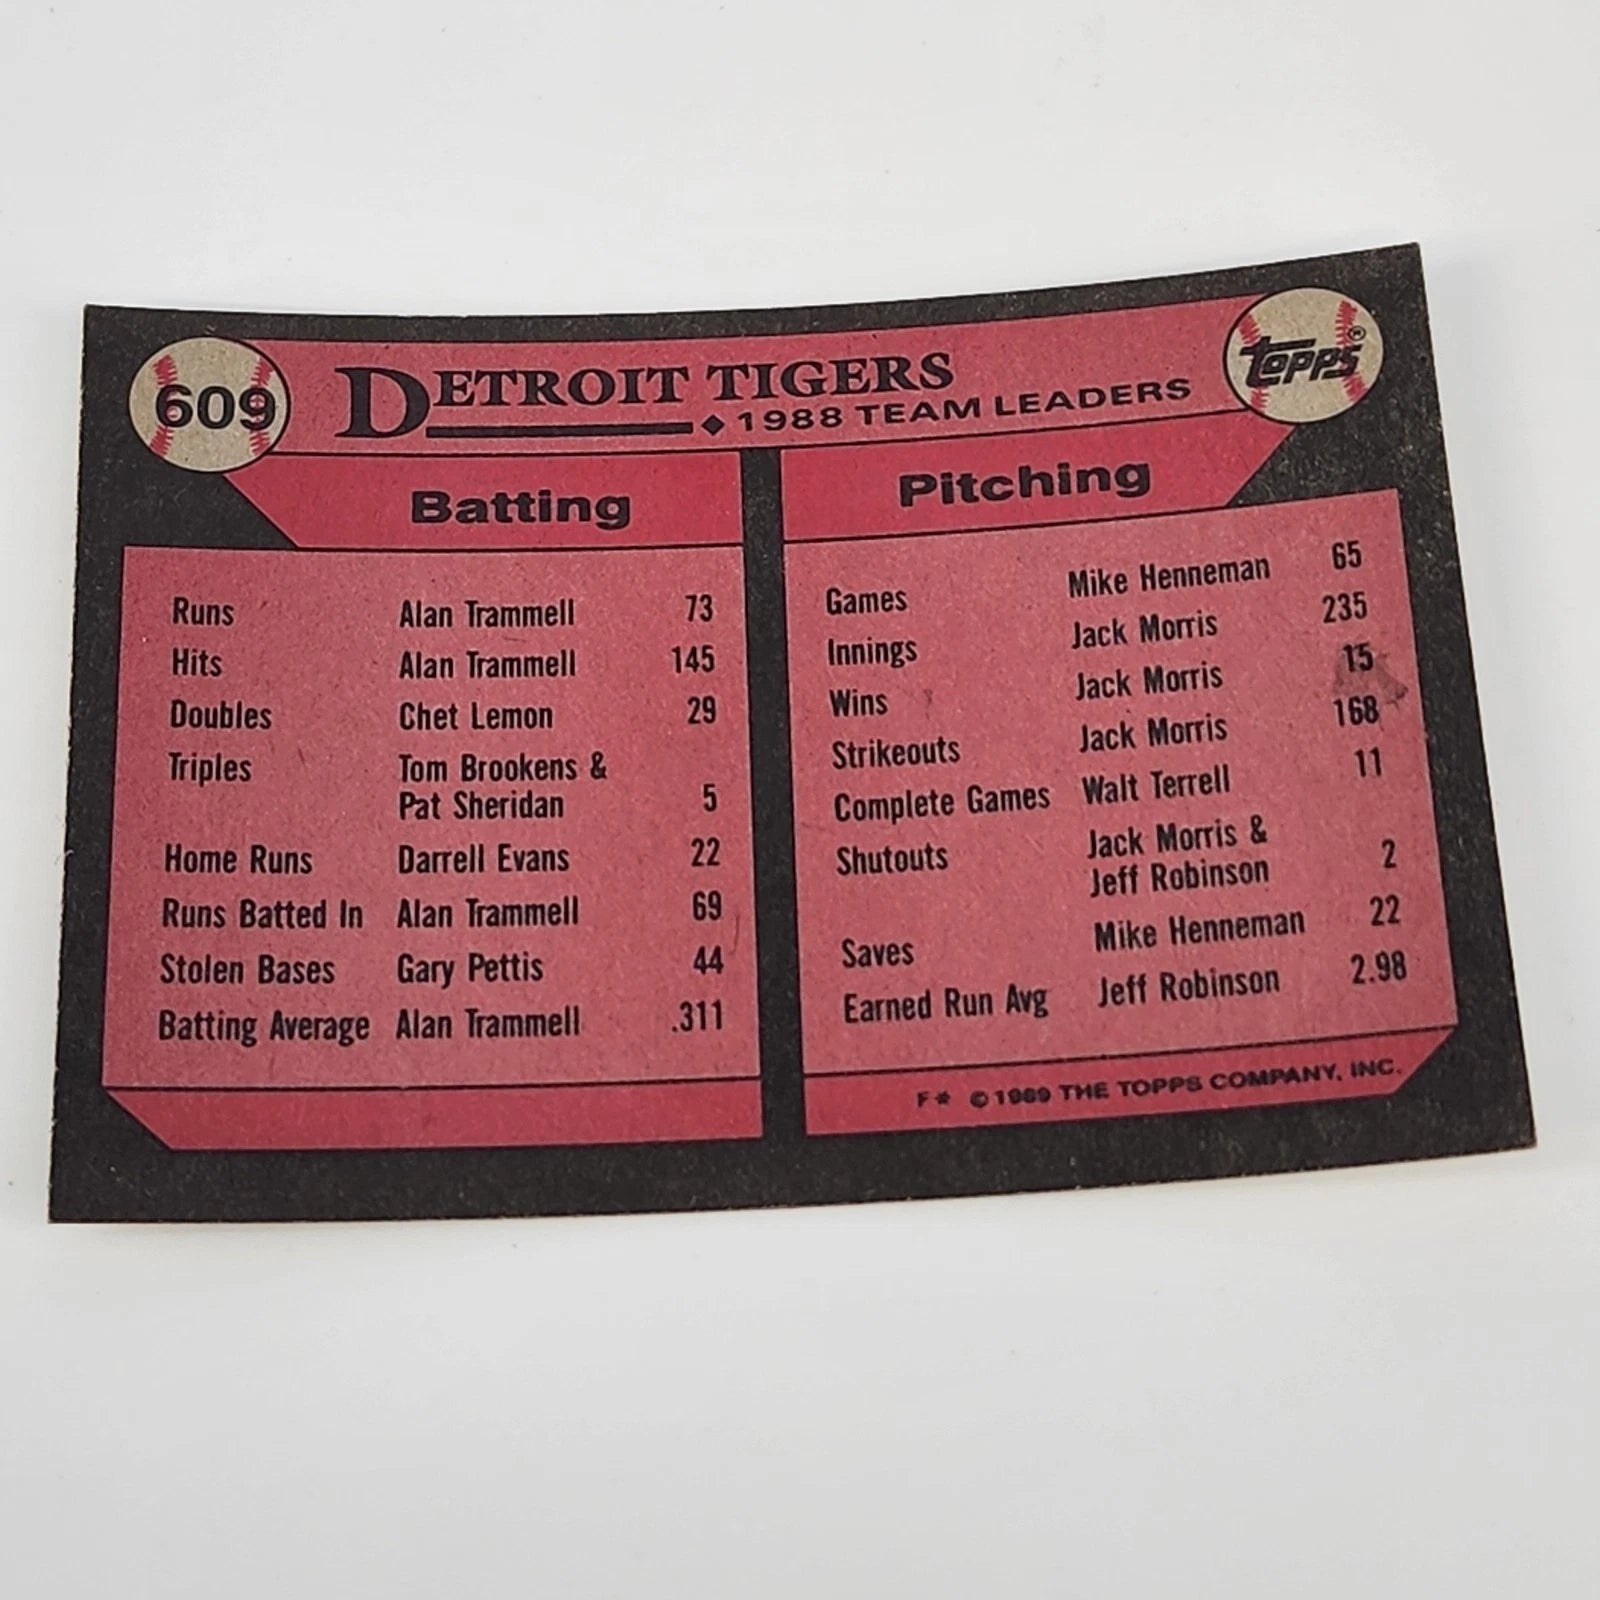 609
DETROIT TIGERS
◆ 1988 TEAM LEADERS
TOPPS®
Batting
Runs Alan Trammell 73
Hits Alan Trammell 145
Doubles Chet Lemon 29
Triples Tom Brookens &
Pat Sheridan 5
Home Runs Darrell Evans 22
Runs Batted In Alan Trammell 69
Stolen Bases Gary Pettis 44
Batting Average Alan Trammell .311
Pitching
Games Mike Henneman 65
Innings Jack Morris 235
Wins Jack Morris 15
Strikeouts Jack Morris 168
Complete Games Walt Terrell 11
Shutouts Jack Morris &
Jeff Robinson 2
Saves Mike Henneman 22
Earned Run Avg Jeff Robinson 2.98
F* © 1989 THE TOPPS COMPANY, INC.